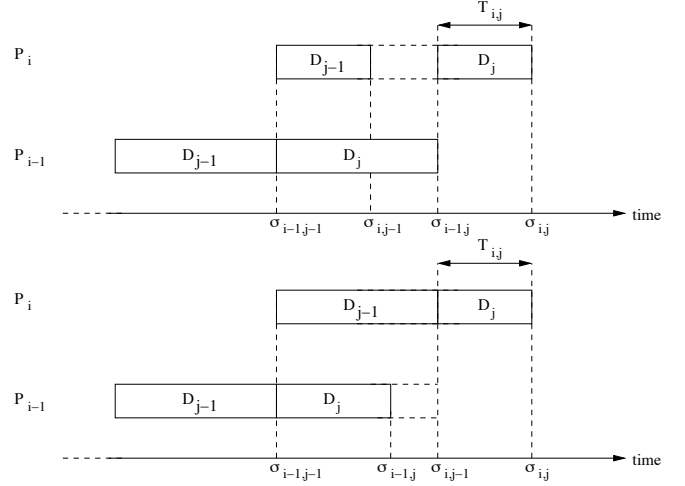 T i,j
P i D j−1 D j
P i−1 D j−1 D j
time
σ i−1,j−1 σ i,j−1 σ i−1,j σ i,j
T i,j
P i D j−1 D j
P i−1 D j−1 D j
time
σ i−1,j−1 σ i−1,j σ i,j−1 σ i,j